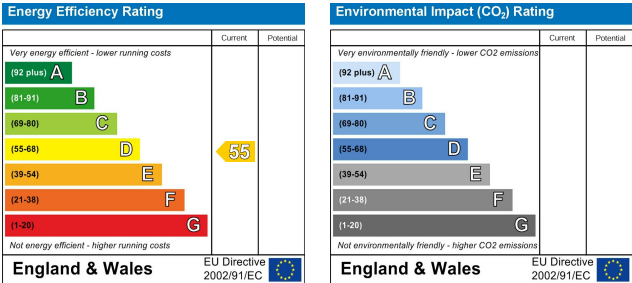 Energy Efficiency Rating
Current Potential
Very energy efficient - lower running costs
(92 plus) A
(81-91) B
(69-80) C
(55-68) D
55
(39-54) E
(21-38) F
(1-20) G
Not energy efficient - higher running costs
England & Wales
EU Directive
2002/91/EC
Environmental Impact (CO₂) Rating
Current Potential
Very environmentally friendly - lower CO2 emissions
(92 plus) A
(81-91) B
(69-80) C
(55-68) D
(39-54) E
(21-38) F
(1-20) G
Not environmentally friendly - higher CO2 emissions
England & Wales
EU Directive
2002/91/EC